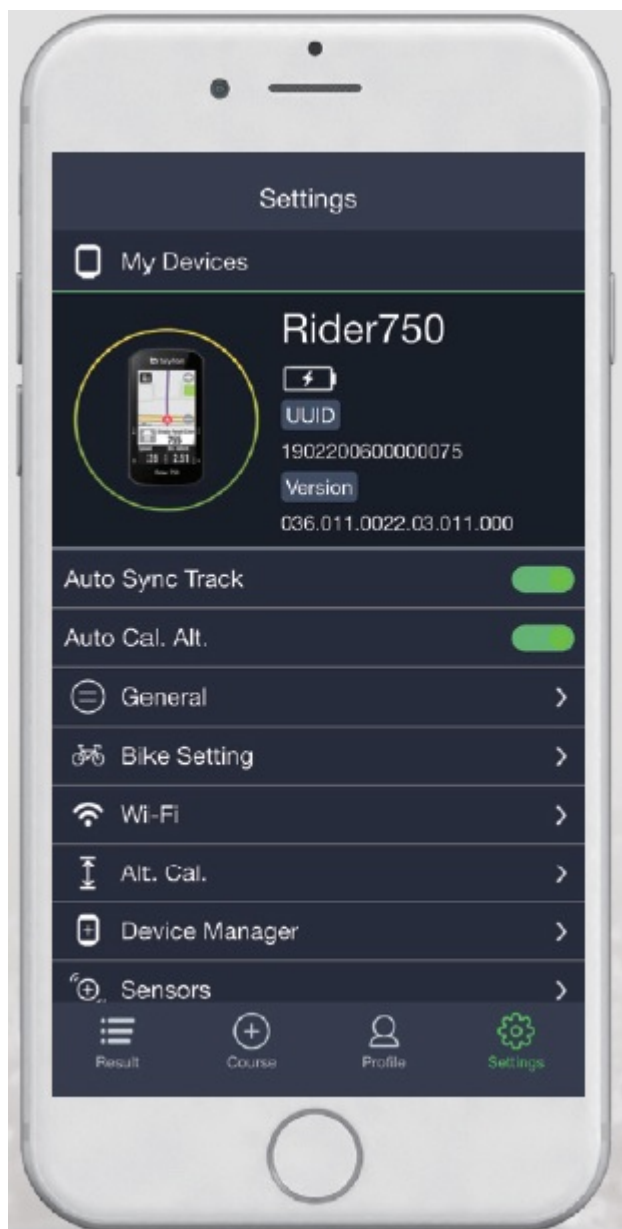 Settings
My Devices
Rider750
UUID
1902200600000075
Version
036.011.0022.03.011.000
Auto Sync Track
Auto Cal. Alt.
General
Bike Setting
Wi-Fi
Alt. Cal.
Device Manager
Sensors
Result
Course
Profile
Settings